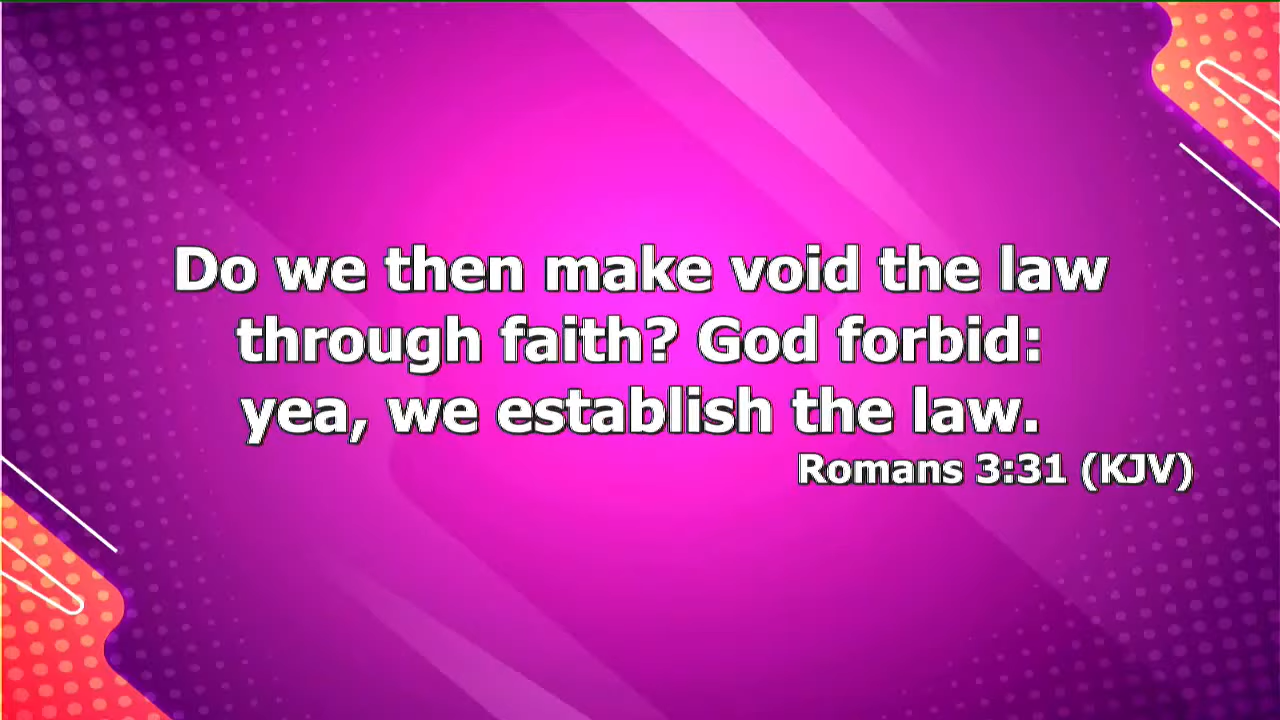 Do we then make void the law
through faith? God forbid:
yea, we establish the law.
Romans 3:31 (KJV)